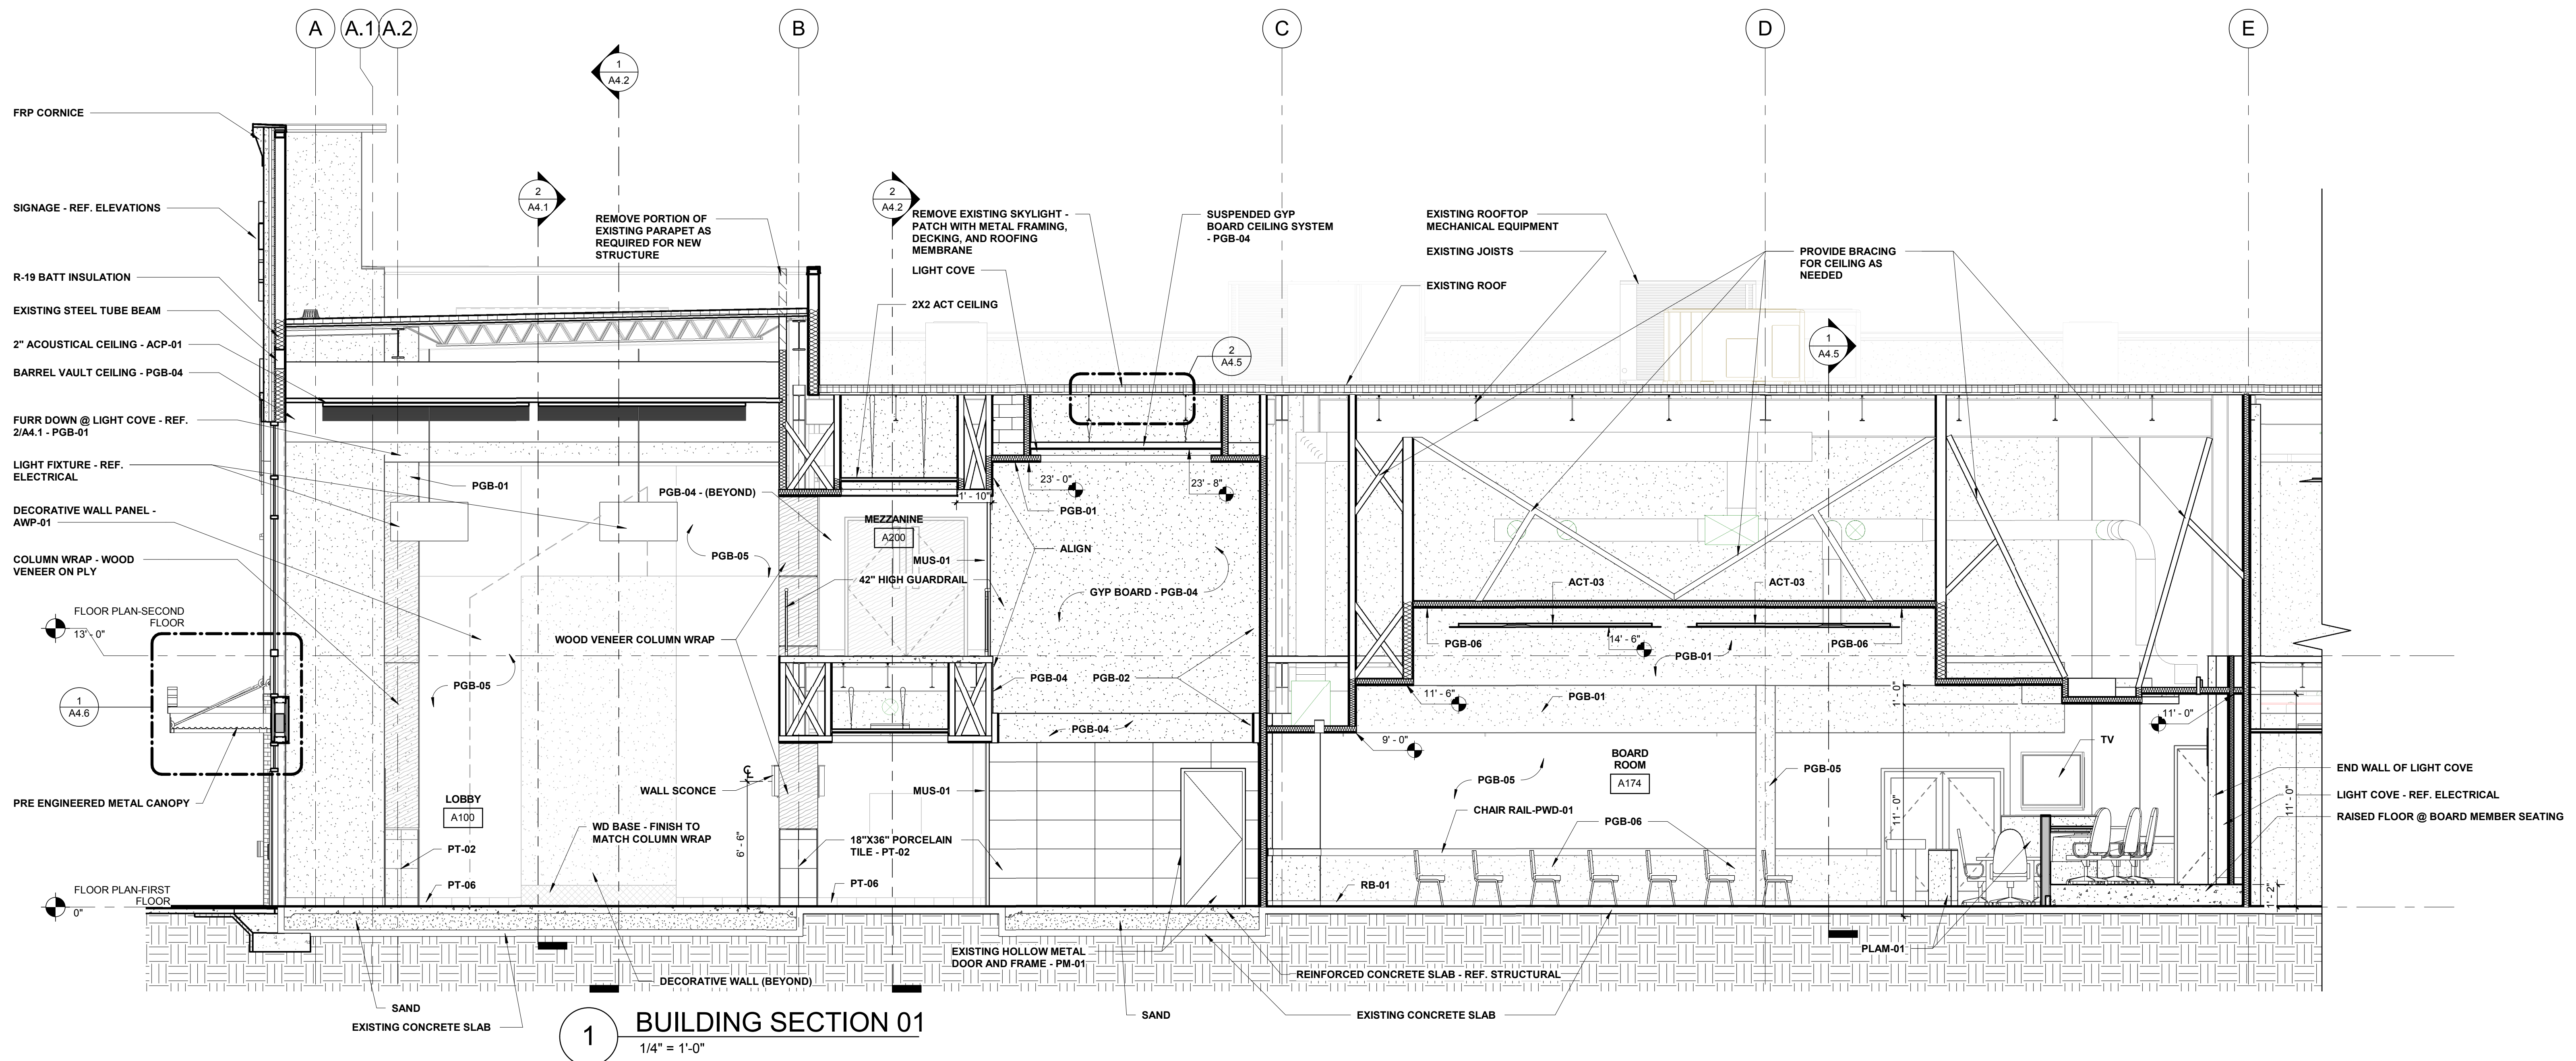 A
A.1
A.2
B
C
D
E
1
A4.2
2
A4.1
2
A4.2
2
A4.5
1
A4.5
1
A4.6
FRP CORNICE
SIGNAGE - REF. ELEVATIONS
R-19 BATT INSULATION
EXISTING STEEL TUBE BEAM
2" ACOUSTICAL CEILING - ACP-01
BARREL VAULT CEILING - PGB-04
FURR DOWN @ LIGHT COVE - REF.
2/A4.1 - PGB-01
LIGHT FIXTURE - REF.
ELECTRICAL
DECORATIVE WALL PANEL -
AWP-01
COLUMN WRAP - WOOD
VENEER ON PLY
FLOOR PLAN-SECOND
FLOOR
13' - 0"
PRE ENGINEERED METAL CANOPY
FLOOR PLAN-FIRST
FLOOR
0"
REMOVE PORTION OF
EXISTING PARAPET AS
REQUIRED FOR NEW
STRUCTURE
REMOVE EXISTING SKYLIGHT -
PATCH WITH METAL FRAMING,
DECKING, AND ROOFING
MEMBRANE
LIGHT COVE
2X2 ACT CEILING
SUSPENDED GYP
BOARD CEILING SYSTEM
- PGB-04
EXISTING ROOFTOP
MECHANICAL EQUIPMENT
EXISTING JOISTS
EXISTING ROOF
PROVIDE BRACING
FOR CEILING AS
NEEDED
PGB-01
PGB-04 - (BEYOND)
MEZZANINE
A200
1' - 10"
23' - 0"
23' - 8"
PGB-01
ALIGN
PGB-05
MUS-01
42" HIGH GUARDRAIL
GYP BOARD - PGB-04
ACT-03
ACT-03
WOOD VENEER COLUMN WRAP
PGB-06
14' - 6"
PGB-06
PGB-01
PGB-05
PGB-04
PGB-02
11' - 6"
PGB-01
1' - 0"
11' - 0"
PGB-04
9' - 0"
TV
BOARD
ROOM
A174
PGB-05
PGB-05
℄
WALL SCONCE
MUS-01
END WALL OF LIGHT COVE
LIGHT COVE - REF. ELECTRICAL
RAISED FLOOR @ BOARD MEMBER SEATING
LOBBY
A100
CHAIR RAIL-PWD-01
PGB-06
11' - 0"
11' - 0"
WD BASE - FINISH TO
MATCH COLUMN WRAP
6' - 6"
18"X36" PORCELAIN
TILE - PT-02
PT-02
PT-06
PT-06
RB-01
1' - 2"
EXISTING HOLLOW METAL
DOOR AND FRAME - PM-01
PLAM-01
REINFORCED CONCRETE SLAB - REF. STRUCTURAL
DECORATIVE WALL (BEYOND)
SAND
EXISTING CONCRETE SLAB
SAND
EXISTING CONCRETE SLAB
1
BUILDING SECTION 01
1/4" = 1'-0"